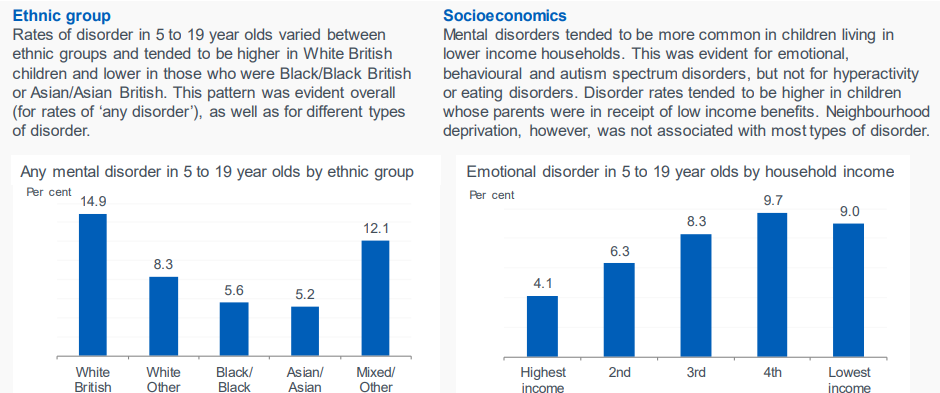 Ethnic group
Rates of disorder in 5 to 19 year olds varied between
ethnic groups and tended to be higher in White British
children and lower in those who were Black/Black British
or Asian/Asian British. This pattern was evident overall
(for rates of ‘any disorder’), as well as for different types
of disorder.
Socioeconomics
Mental disorders tended to be more common in children living in
lower income households. This was evident for emotional,
behavioural and autism spectrum disorders, but not for hyperactivity
or eating disorders. Disorder rates tended to be higher in children
whose parents were in receipt of low income benefits. Neighbourhood
deprivation, however, was not associated with most types of disorder.
Any mental disorder in 5 to 19 year olds by ethnic group
Per cent
14.9
8.3
5.6
5.2
12.1
White
British
White
Other
Black/
Black
Asian/
Asian
Mixed/
Other
Emotional disorder in 5 to 19 year olds by household income
Per cent
4.1
6.3
8.3
9.7
9.0
Highest
income
2nd
3rd
4th
Lowest
income